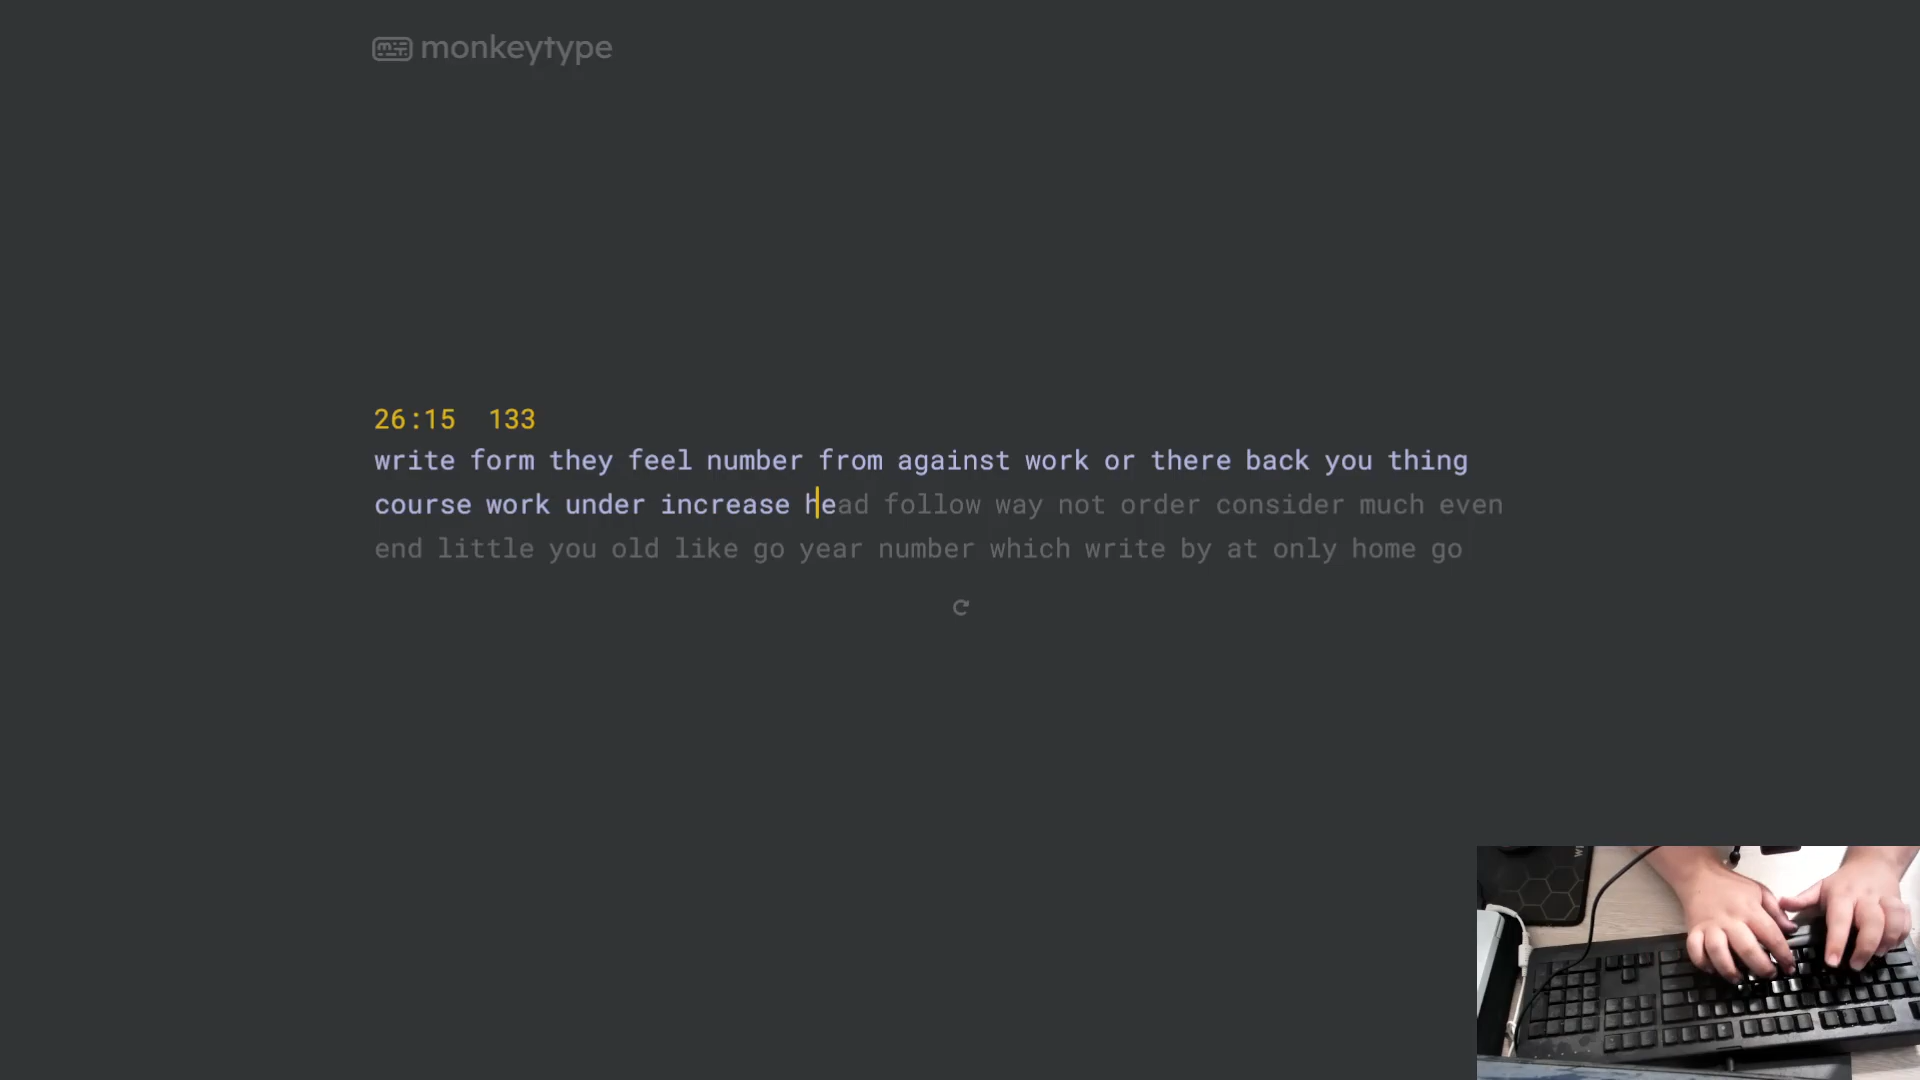 monkeytype
26:15 133
write form they feel number from against work or there back you thing
course work under increase head follow way not order consider much even
end little you old like go year number which write by at only home go